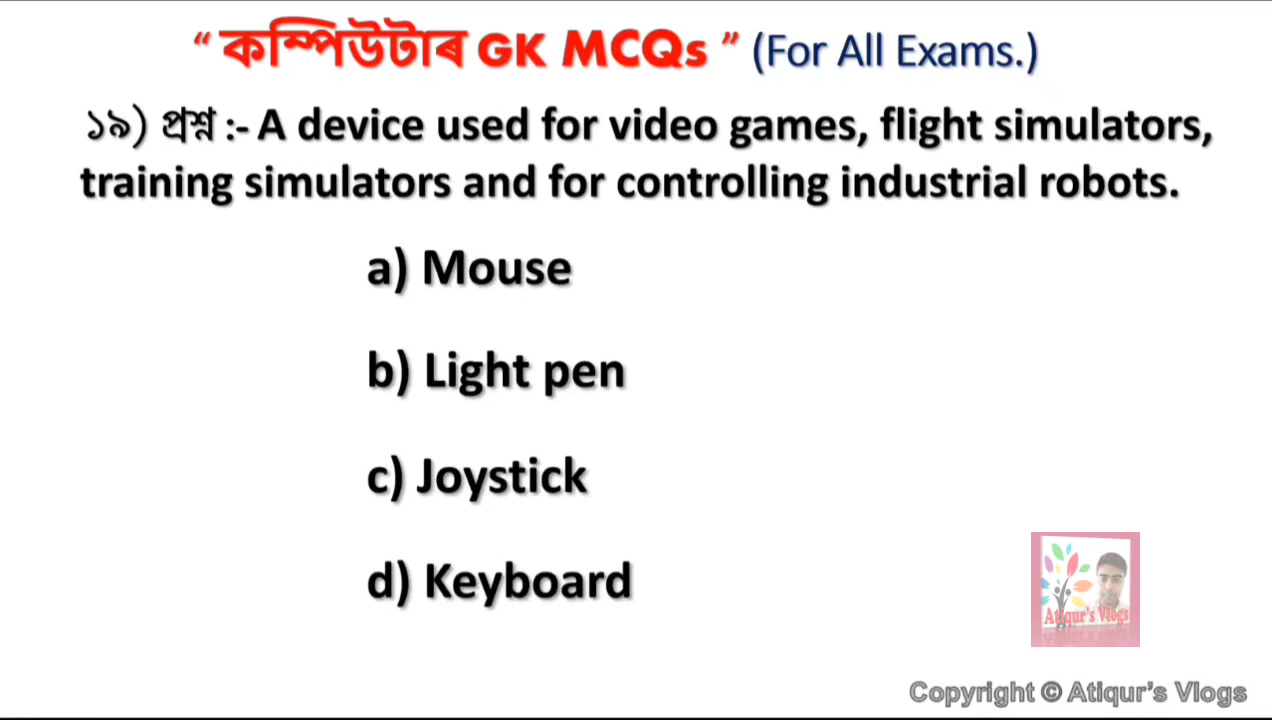 “ কম্পিউটাৰ GK MCQs ” (For All Exams.)
১৯) প্ৰশ্ন :- A device used for video games, flight simulators,
training simulators and for controlling industrial robots.
a) Mouse
b) Light pen
c) Joystick
d) Keyboard
Atiqur's Vlogs
Copyright © Atiqur’s Vlogs